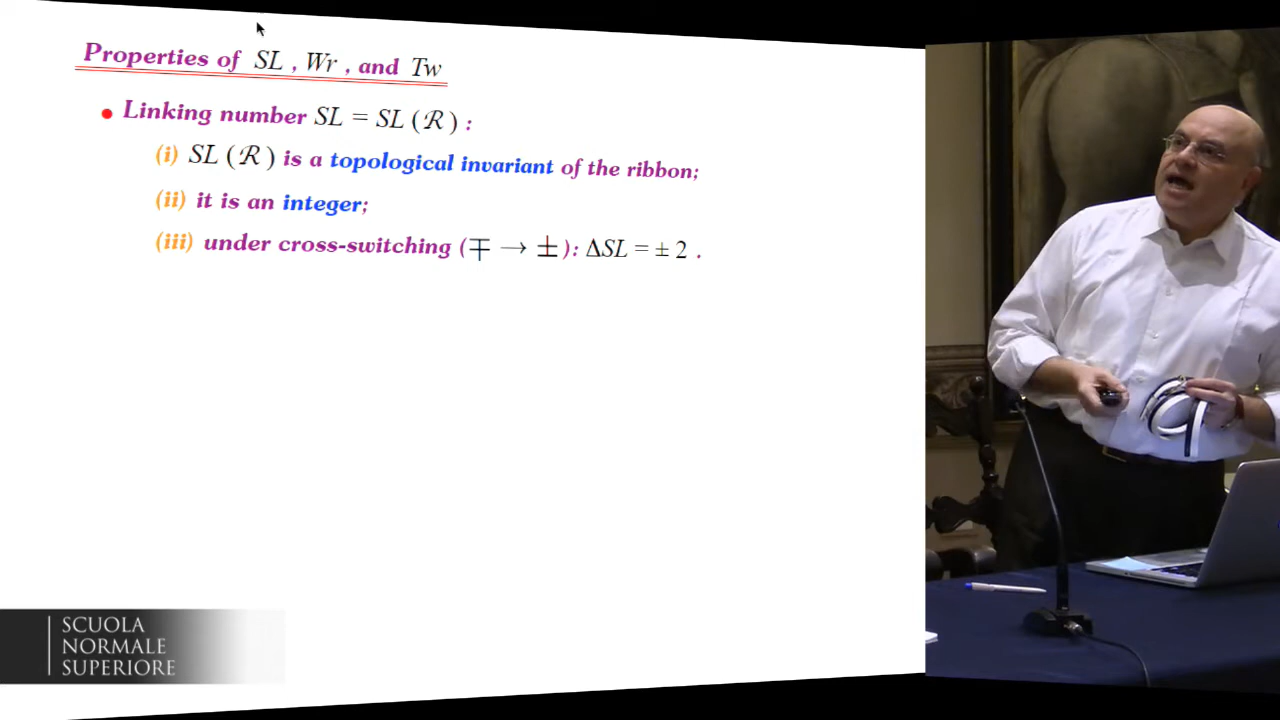 Properties of SL , Wr , and Tw
• Linking number SL = SL (ℛ) :
(i) SL (ℛ) is a topological invariant of the ribbon;
(ii) it is an integer;
(iii) under cross-switching (∓ → ±): ΔSL = ± 2 .
SCUOLA
NORMALE
SUPERIORE